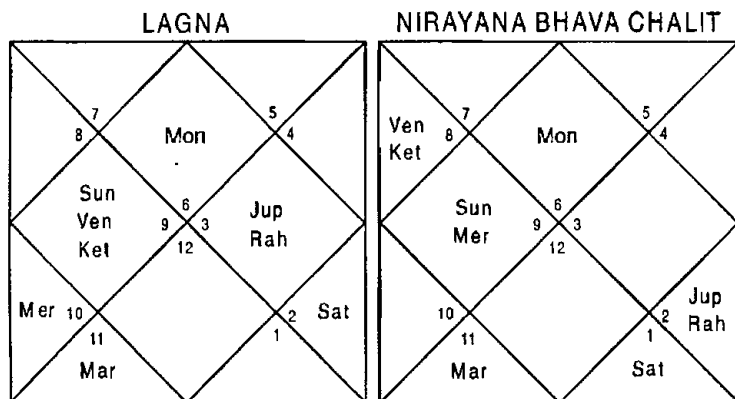 LAGNA
7
5
8
4
Mon
Sun
Ven
Ket
6
9
3
12
Jup
Rah
Mer
10
11
Mar
2
1
Sat
NIRAYANA BHAVA CHALIT
Ven
Ket
7
5
8
4
Mon
Sun
Mer
6
9
3
12
10
11
Mar
2
1
Jup
Rah
Sat